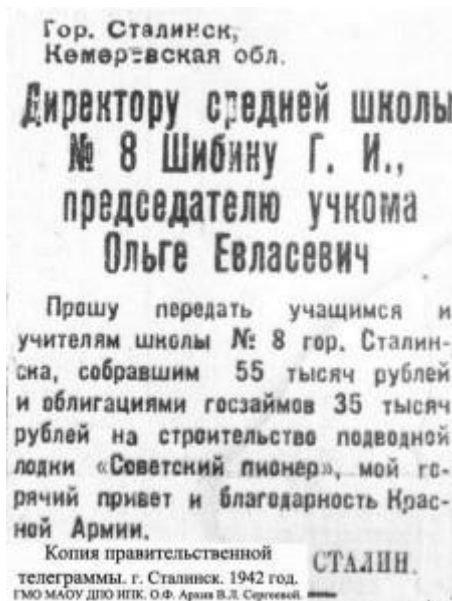 Гор. Сталинск,
Кемеровская обл.
Директору средней школы
№ 8 Шибину Г. И.,
председателю учкома
Ольге Евласевич
Прошу передать учащимся и
учителям школы № 8 гор. Сталин-
ска, собравшим 55 тысяч рублей
и облигациями госзаймов 35 тысяч
рублей на строительство подводной
лодки «Советский пионер», мой го-
рячий привет и благодарность Крас-
ной Армии.
СТАЛИН.
Копия правительственной
телеграммы. г. Сталинск. 1942 год.
ГМО МАОУ ДПО ИПК. О.Ф. Архив В.Л. Сергеевой.